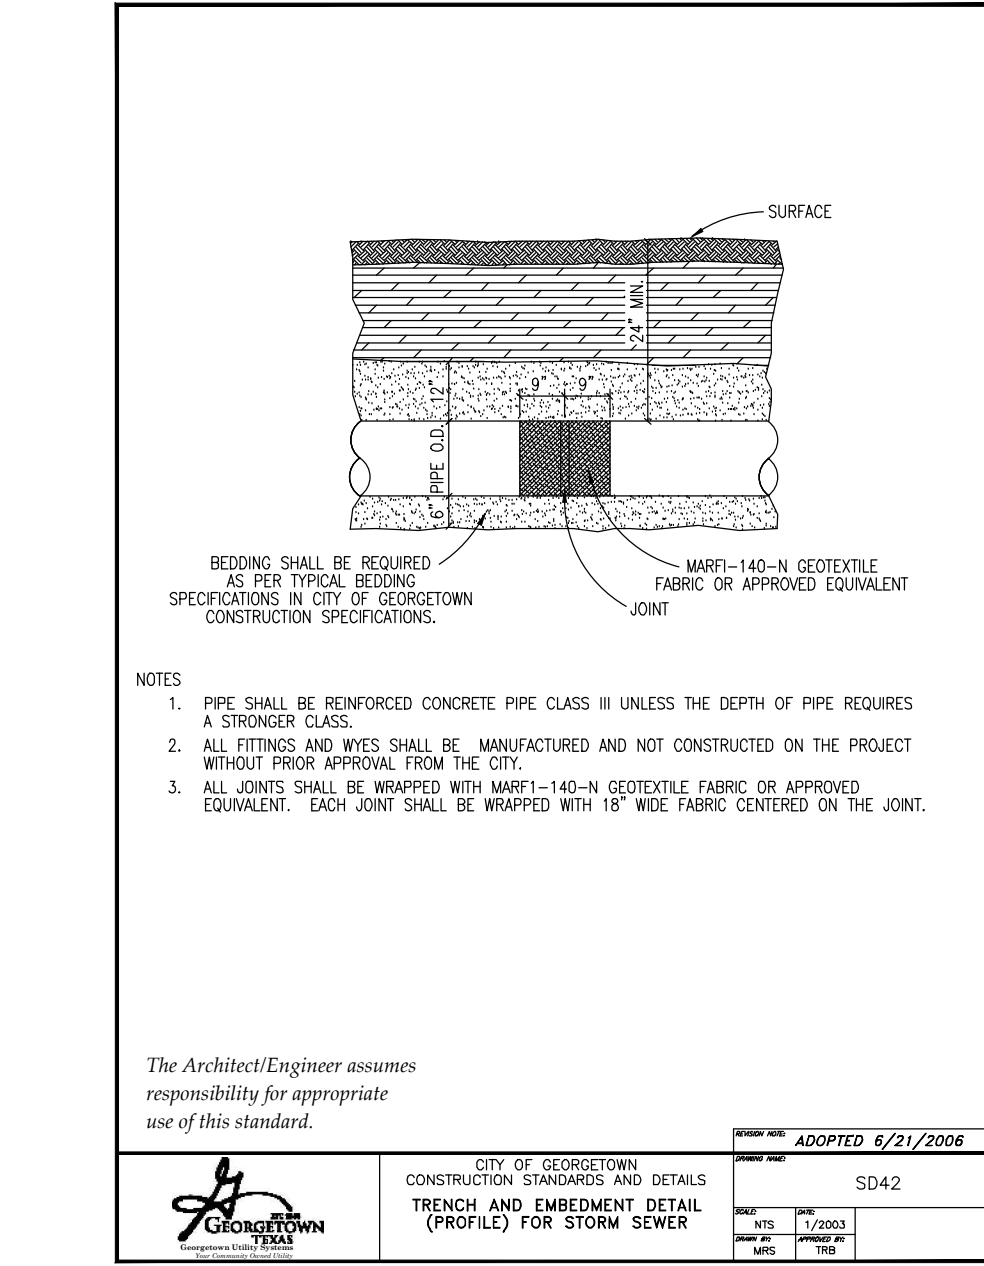 SURFACE
24" MIN.
9" 9"
12"
PIPE O.D.
6"
BEDDING SHALL BE REQUIRED
AS PER TYPICAL BEDDING
SPECIFICATIONS IN CITY OF GEORGETOWN
CONSTRUCTION SPECIFICATIONS.
MARFI-140-N GEOTEXTILE
FABRIC OR APPROVED EQUIVALENT
JOINT
NOTES
1. PIPE SHALL BE REINFORCED CONCRETE PIPE CLASS III UNLESS THE DEPTH OF PIPE REQUIRES
A STRONGER CLASS.
2. ALL FITTINGS AND WYES SHALL BE MANUFACTURED AND NOT CONSTRUCTED ON THE PROJECT
WITHOUT PRIOR APPROVAL FROM THE CITY.
3. ALL JOINTS SHALL BE WRAPPED WITH MARF1-140-N GEOTEXTILE FABRIC OR APPROVED
EQUIVALENT. EACH JOINT SHALL BE WRAPPED WITH 18" WIDE FABRIC CENTERED ON THE JOINT.
The Architect/Engineer assumes
responsibility for appropriate
use of this standard.
REVISION NOTE:
ADOPTED 6/21/2006
GEORGETOWN
TEXAS
Georgetown Utility Systems
Your Community Owned Utility
CITY OF GEORGETOWN
CONSTRUCTION STANDARDS AND DETAILS
TRENCH AND EMBEDMENT DETAIL
(PROFILE) FOR STORM SEWER
DRAWING NAME:
SD42
SCALE:
NTS
DATE:
1/2003
DRAWN BY:
MRS
APPROVED BY:
TRB